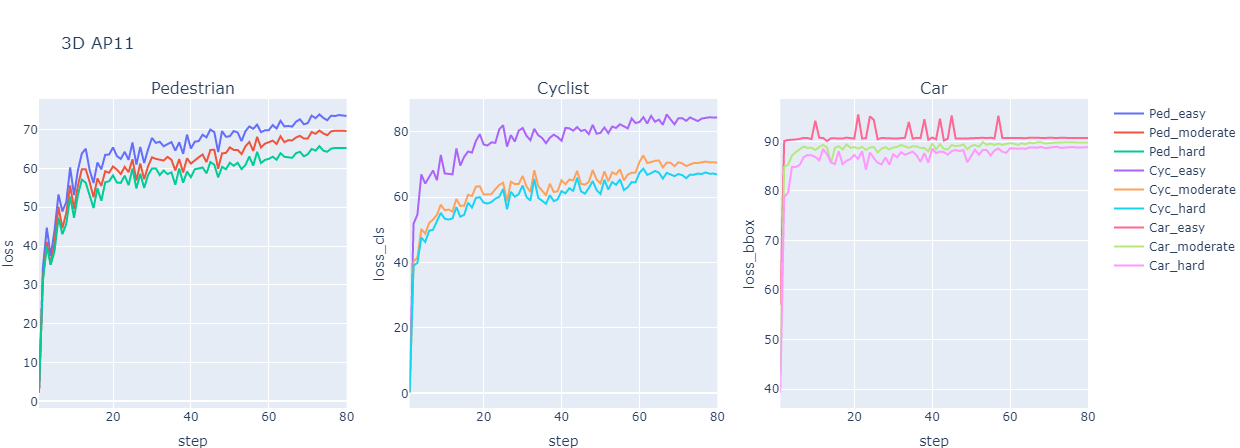 3D AP11
Pedestrian
Cyclist
Car
loss
70
60
50
40
30
20
10
0
20
40
60
80
step
loss_cls
80
60
40
20
0
20
40
60
80
step
loss_bbox
90
80
70
60
50
40
20
40
60
80
step
Ped_easy
Ped_moderate
Ped_hard
Cyc_easy
Cyc_moderate
Cyc_hard
Car_easy
Car_moderate
Car_hard